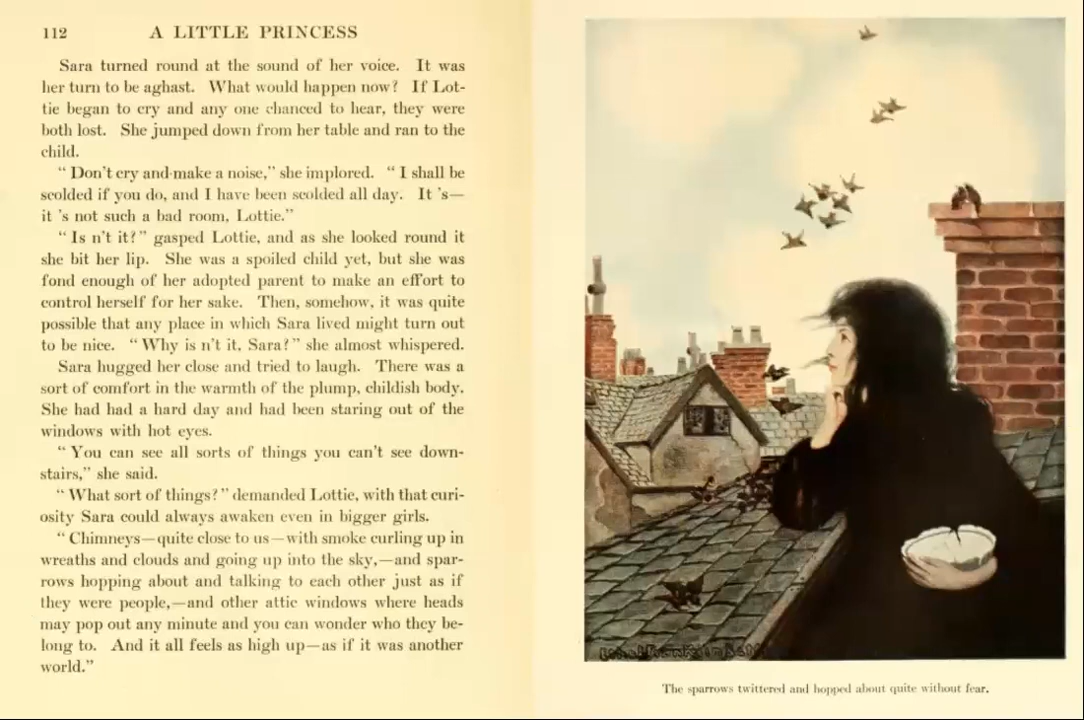 112 A LITTLE PRINCESS
Sara turned round at the sound of her voice. It was
her turn to be aghast. What would happen now? If Lot-
tie began to cry and any one chanced to hear, they were
both lost. She jumped down from her table and ran to the
child.
“ Don't cry and make a noise,” she implored. “ I shall be
scolded if you do, and I have been scolded all day. It 's—
it 's not such a bad room, Lottie.”
“ Is n't it? ” gasped Lottie, and as she looked round it
she bit her lip. She was a spoiled child yet, but she was
fond enough of her adopted parent to make an effort to
control herself for her sake. Then, somehow, it was quite
possible that any place in which Sara lived might turn out
to be nice. “ Why is n't it, Sara? ” she almost whispered.
Sara hugged her close and tried to laugh. There was a
sort of comfort in the warmth of the plump, childish body.
She had had a hard day and had been staring out of the
windows with hot eyes.
“ You can see all sorts of things you can't see down-
stairs,” she said.
“ What sort of things? ” demanded Lottie, with that curi-
osity Sara could always awaken even in bigger girls.
“ Chimneys—quite close to us—with smoke curling up in
wreaths and clouds and going up into the sky,—and spar-
rows hopping about and talking to each other just as if
they were people,—and other attic windows where heads
may pop out any minute and you can wonder who they be-
long to. And it all feels as high up—as if it was another
world.”
The sparrows twittered and hopped about quite without fear.